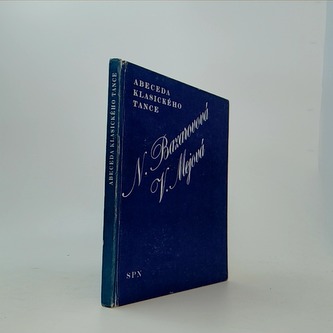 ABECEDA KLASICKÉHO TANCE
ABECEDA
KLASICKÉHO
TANCE
N. Bazarovová
V. Mejová
SPN